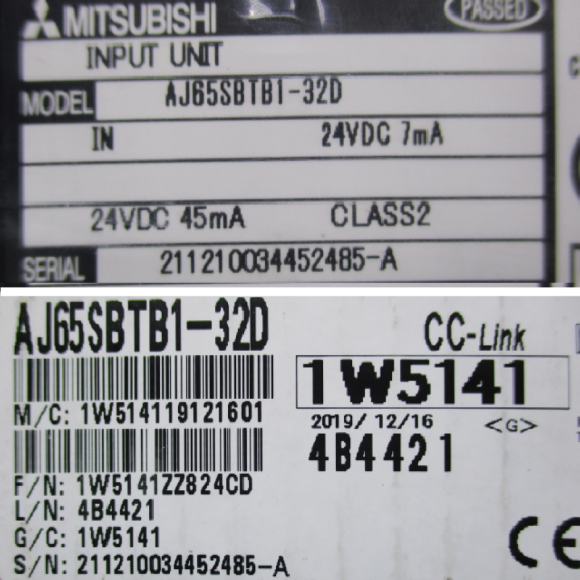 MITSUBISHI
PASSED
INPUT UNIT
MODEL AJ65SBTB1-32D
IN 24VDC 7mA
24VDC 45mA CLASS2
SERIAL 211210034452485-A
AJ65SBTB1-32D
CC-Link
1W5141
M/C: 1W514119121601
2019/ 12/16 <G>
4B4421
F/N: 1W5141ZZ824CD
L/N: 4B4421
G/C: 1W5141
S/N: 211210034452485-A
CE